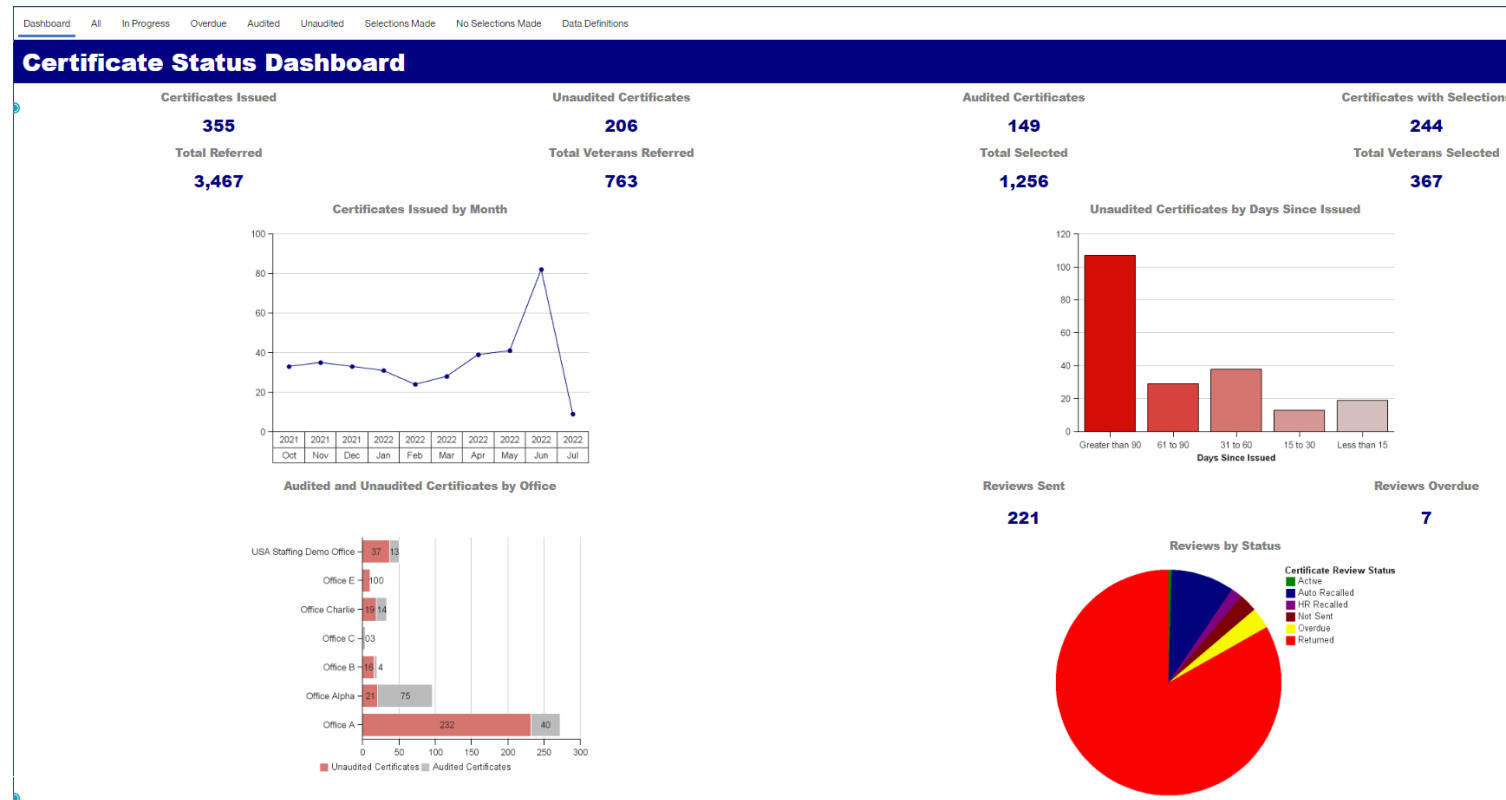 Dashboard All In Progress Overdue Audited Unaudited Selections Made No Selections Made Data Definitions
Certificate Status Dashboard
Certificates Issued Unaudited Certificates Audited Certificates Certificates with Selections
355 206 149 244
Total Referred Total Veterans Referred Total Selected Total Veterans Selected
3,467 763 1,256 367
Certificates Issued by Month
100
80
60
40
20
0
2021 2021 2021 2022 2022 2022 2022 2022 2022 2022
Oct Nov Dec Jan Feb Mar Apr May Jun Jul
Unaudited Certificates by Days Since Issued
120
100
80
60
40
20
0
Greater than 90 61 to 90 31 to 60 15 to 30 Less than 15
Days Since Issued
Audited and Unaudited Certificates by Office
USA Staffing Demo Office 37 13
Office E 100
Office Charlie 19 14
Office C 03
Office B 16 4
Office Alpha 21 75
Office A 232 40
0 50 100 150 200 250 300
Unaudited Certificates Audited Certificates
Reviews Sent Reviews Overdue
221 7
Reviews by Status
Certificate Review Status
Active
Auto Recalled
HR Recalled
Not Sent
Overdue
Returned